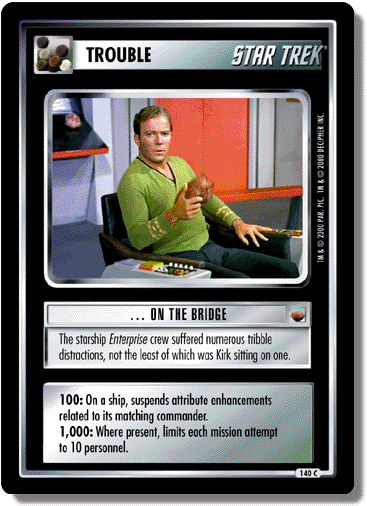 TROUBLE
STAR TREK
TM & © 2000 PAR. PIC. TM & © 2000 DECIPHER INC.
. . . ON THE BRIDGE
The starship Enterprise crew suffered numerous tribble
distractions, not the least of which was Kirk sitting on one.
100: On a ship, suspends attribute enhancements
related to its matching commander.
1,000: Where present, limits each mission attempt
to 10 personnel.
140 C